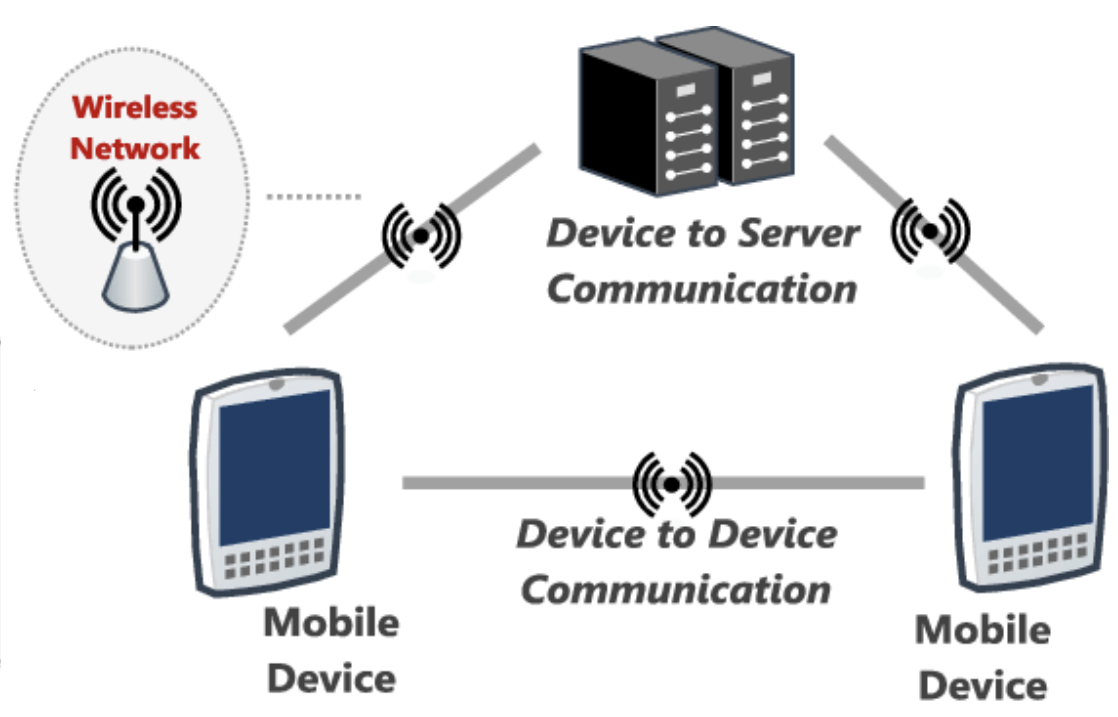 Wireless
Network
Device to Server
Communication
Device to Device
Communication
Mobile
Device
Mobile
Device